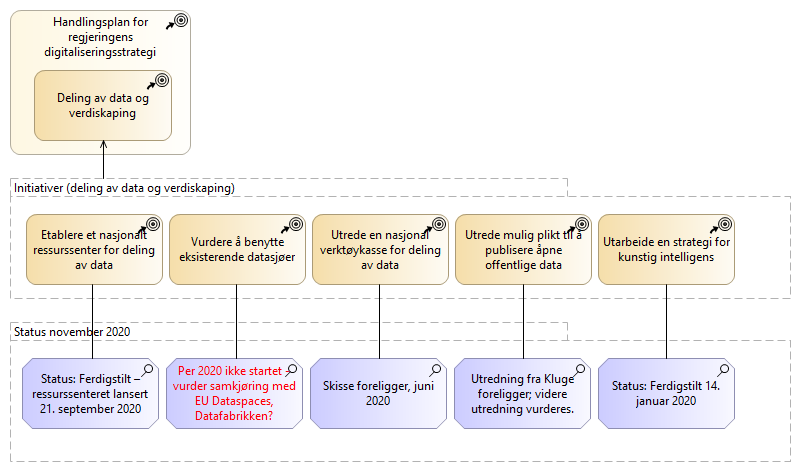 Handlingsplan for
regjeringens
digitaliseringsstrategi
Deling av data og
verdiskaping
Initiativer (deling av data og verdiskaping)
Etablere et nasjonalt
ressurssenter for deling
av data
Vurdere å benytte
eksisterende datasjøer
Utrede en nasjonal
verktøykasse for deling
av data
Utrede mulig plikt til å
publisere åpne
offentlige data
Utarbeide en strategi for
kunstig intelligens
Status november 2020
Status: Ferdigstilt –
ressurssenteret lansert
21. september 2020
Per 2020 ikke startet -
vurder samkjøring med
EU Dataspaces,
Datafabrikken?
Skisse foreligger, juni
2020
Utredning fra Kluge
foreligger; videre
utredning vurderes.
Status: Ferdigstilt 14.
januar 2020